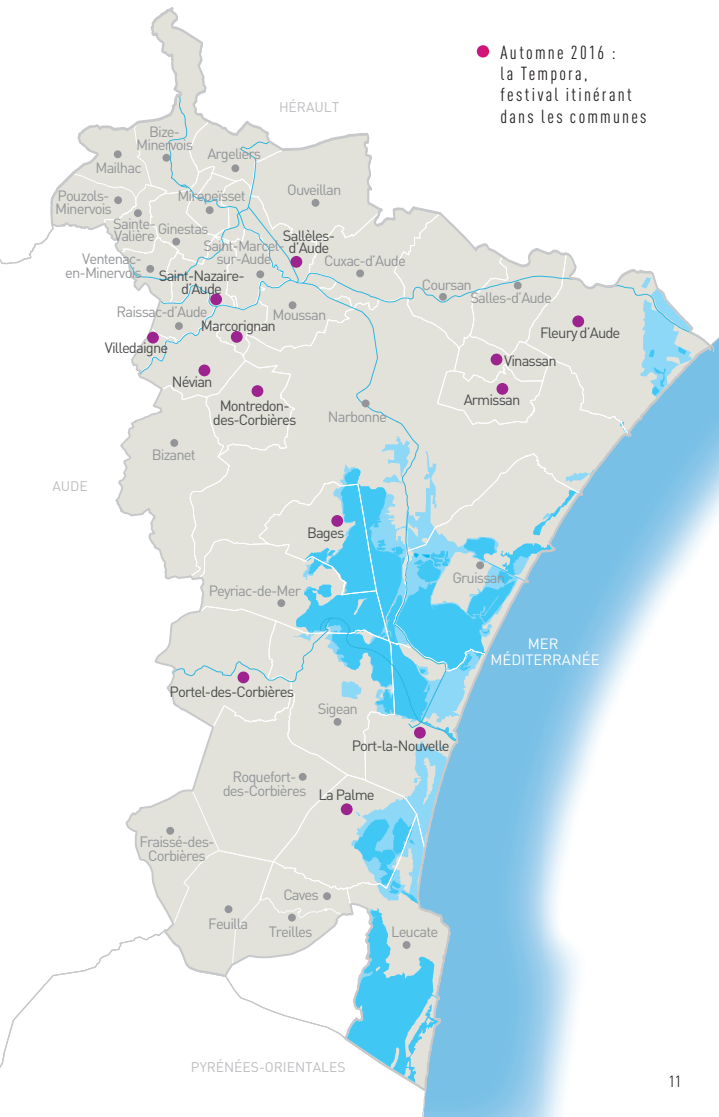 Automne 2016 :
la Tempora,
festival itinérant
dans les communes
HÉRAULT
Bize-
Minervois
Argeliers
Mailhac
Pouzols-
Minervois
Mirepeïsset
Ouveillan
Sainte-
Valière
Ginestas
Sallèles-
d'Aude
Saint-Marcel-
sur-Aude
Cuxac-d'Aude
Ventenac-
en-Minervois
Saint-Nazaire-
d'Aude
Coursan
Salles-d'Aude
Raissac-d'Aude
Moussan
Marcorignan
Fleury d'Aude
Villedaigne
Vinassan
Névian
Armissan
Montredon-
des-Corbières
Narbonne
Bizanet
AUDE
Bages
Gruissan
Peyriac-de-Mer
MER
MÉDITERRANÉE
Portel-des-Corbières
Sigean
Port-la-Nouvelle
Roquefort-
des-Corbières
La Palme
Fraissé-des-
Corbières
Caves
Feuilla
Treilles
Leucate
PYRÉNÉES-ORIENTALES
11